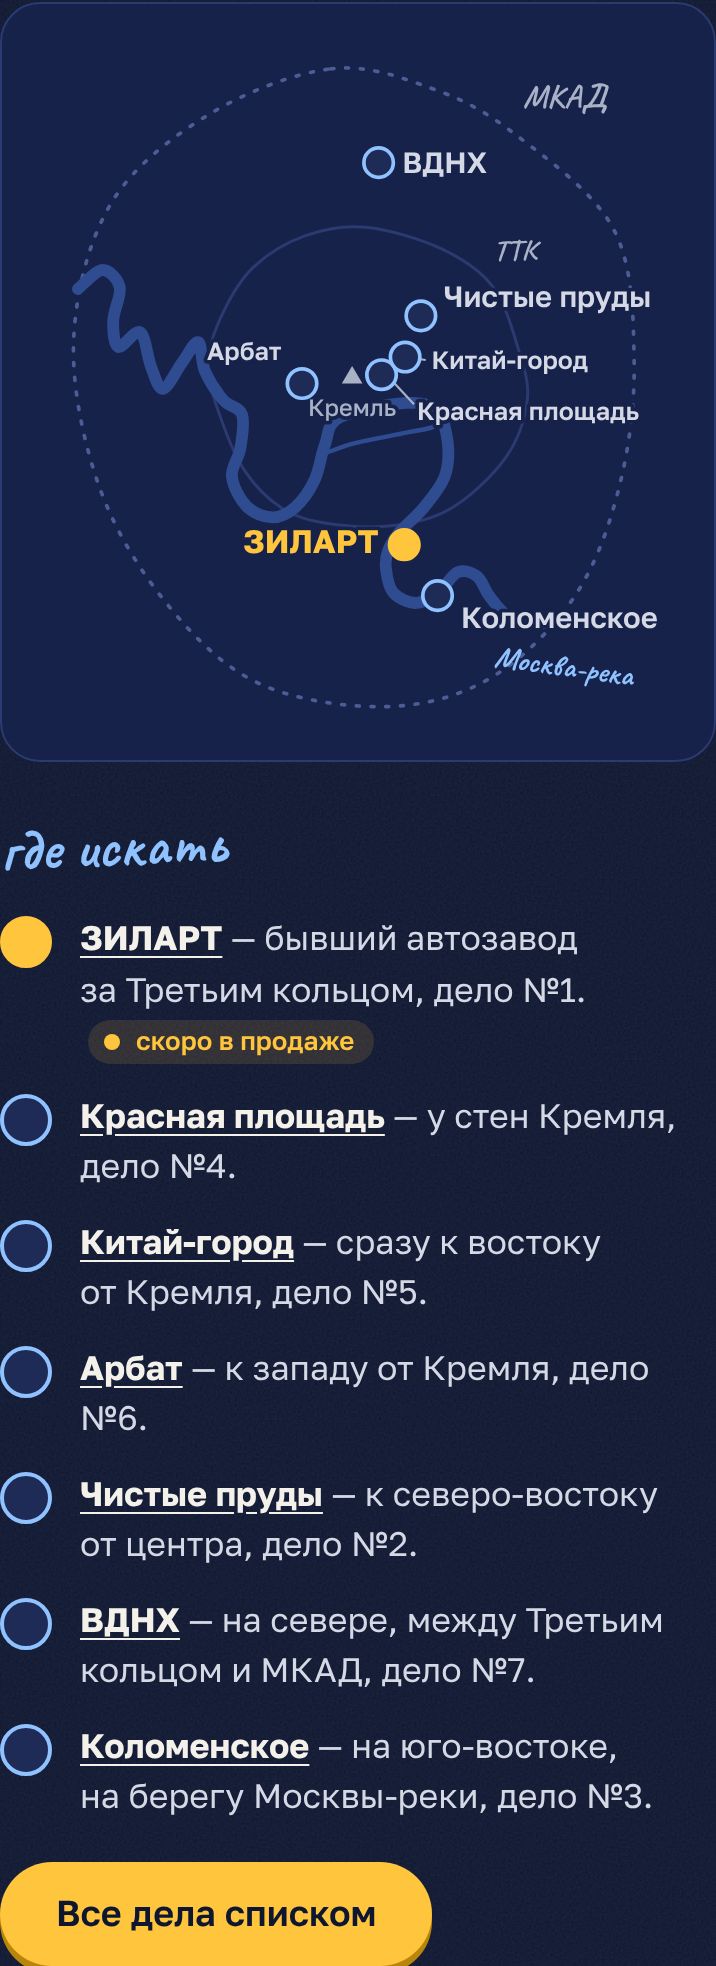 МКАД
ВДНХ
ТТК
Чистые пруды
Арбат
Китай-город
Кремль
Красная площадь
ЗИЛАРТ
Коломенское
Москва-река
где искать
ЗИЛАРТ — бывший автозавод
за Третьим кольцом, дело №1.
скоро в продаже
Красная площадь — у стен Кремля,
дело №4.
Китай-город — сразу к востоку
от Кремля, дело №5.
Арбат — к западу от Кремля, дело
№6.
Чистые пруды — к северо-востоку
от центра, дело №2.
ВДНХ — на севере, между Третьим
кольцом и МКАД, дело №7.
Коломенское — на юго-востоке,
на берегу Москвы-реки, дело №3.
Все дела списком